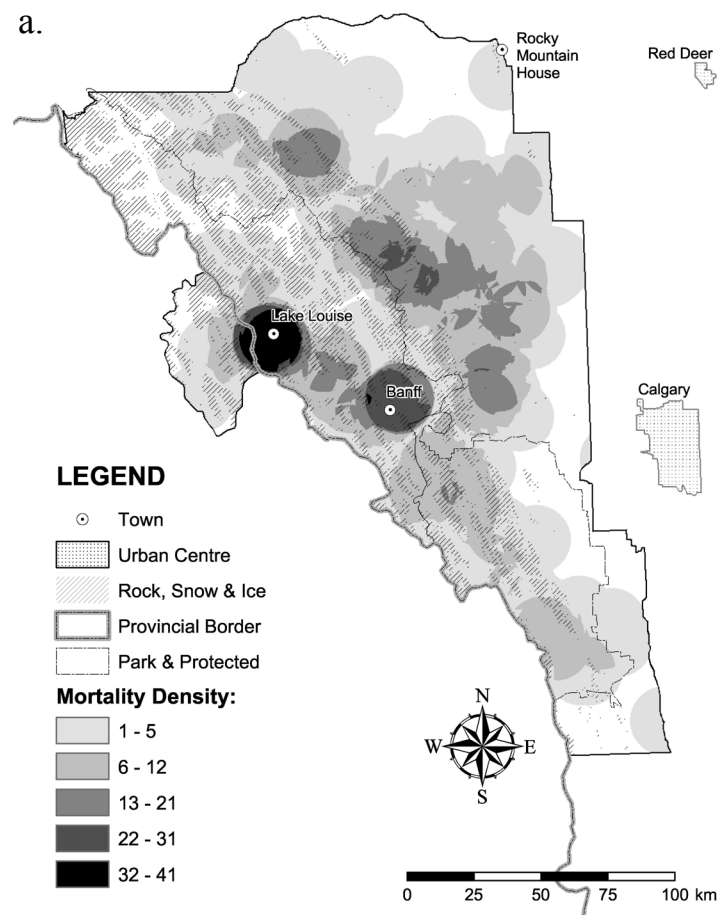 a.
Rocky
Mountain
House
Red Deer
Lake Louise
Banff
Calgary
LEGEND
Town
Urban Centre
Rock, Snow & Ice
Provincial Border
Park & Protected
Mortality Density:
1 - 5
6 - 12
13 - 21
22 - 31
32 - 41
N
W E
S
0 25 50 75 100 km